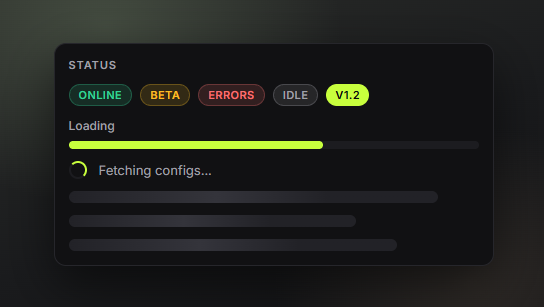 STATUS
ONLINE BETA ERRORS IDLE V1.2
Loading
Fetching configs...